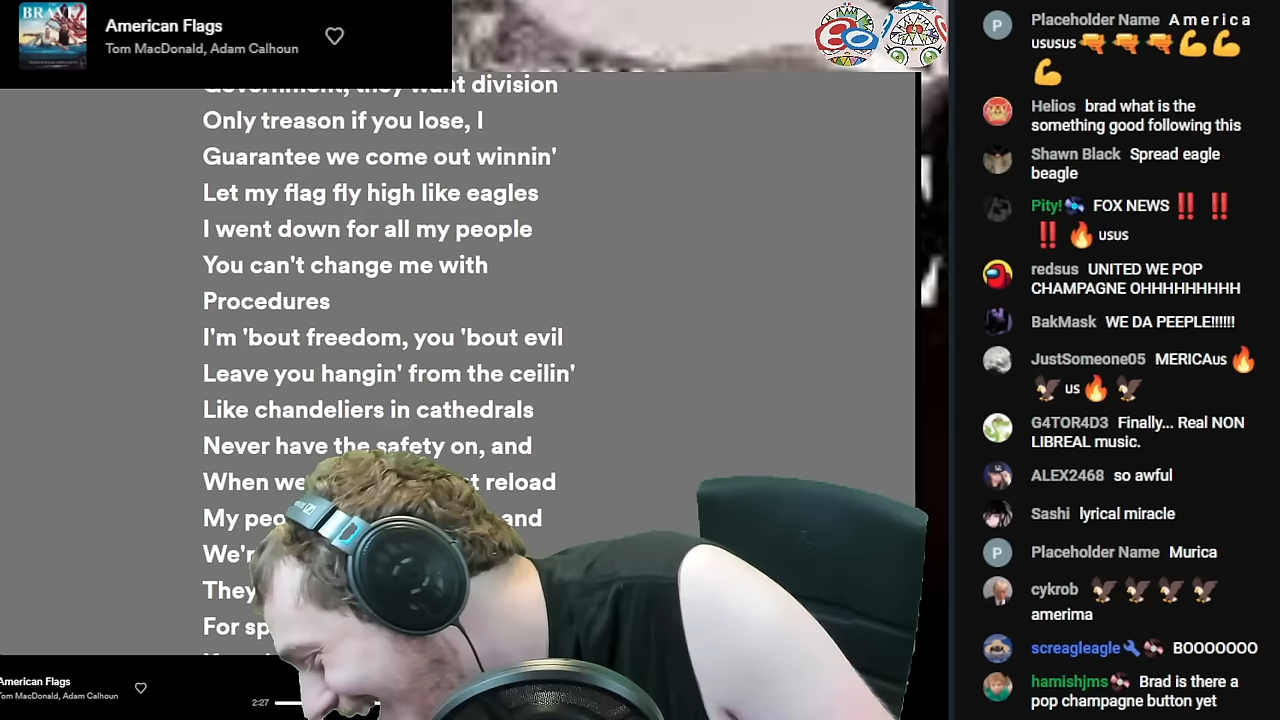 BRAVE
American Flags
Tom MacDonald, Adam Calhoun
Government, they want division
Only treason if you lose, I
Guarantee we come out winnin'
Let my flag fly high like eagles
I went down for all my people
You can't change me with
Procedures
I'm 'bout freedom, you 'bout evil
Leave you hangin' from the ceilin'
Like chandeliers in cathedrals
Never have the safety on, and
When we reload
My and
We'r
They
For sp
American Flags
Tom MacDonald, Adam Calhoun
2:27
P
Placeholder Name A m e r i c a
ususus🔫🔫🔫💪💪
💪
Helios brad what is the
something good following this
Shawn Black Spread eagle
beagle
Pity! FOX NEWS‼️‼️
‼️🔥usus
redsus UNITED WE POP
CHAMPAGNE OHHHHHHHHH
BakMask WE DA PEEPLE!!!!!!
JustSomeone05 MERICAus🔥
🦅us🔥🦅
G4TOR4D3 Finally... Real NON
LIBREAL music.
ALEX2468 so awful
Sashi lyrical miracle
P
Placeholder Name Murica
cykrob 🦅🦅🦅🦅
amerima
screagleagle🔧 BOOOOOOO
hamishjms Brad is there a
pop champagne button yet